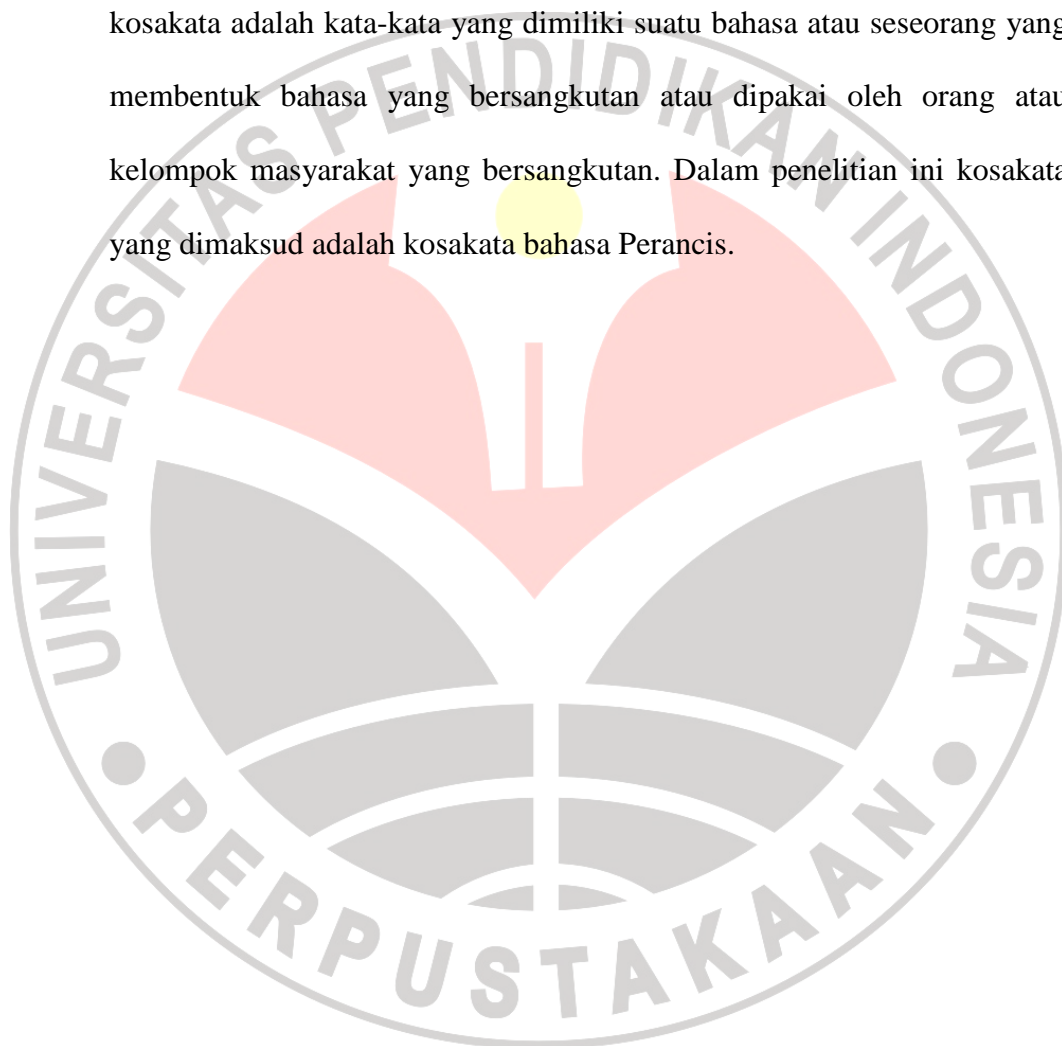 kosakata adalah kata-kata yang dimiliki suatu bahasa atau seseorang yang
membentuk bahasa yang bersangkutan atau dipakai oleh orang atau
kelompok masyarakat yang bersangkutan. Dalam penelitian ini kosakata
yang dimaksud adalah kosakata bahasa Perancis.
UNIVERSITAS PENDIDIKAN INDONESIA
PERPUSTAKAAN